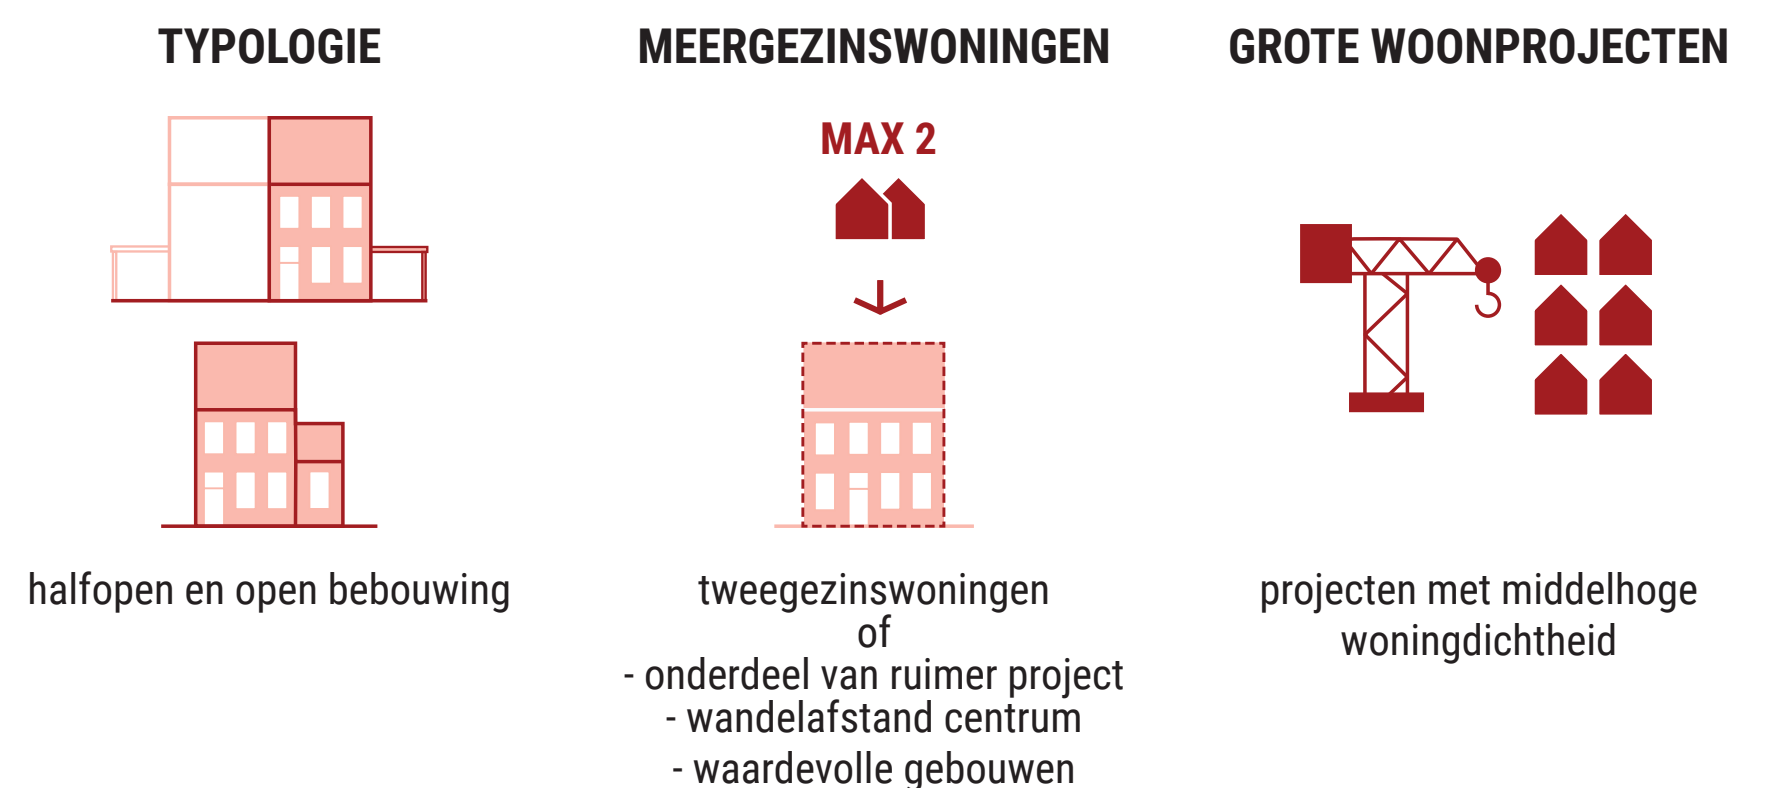 TYPOLOGIE
halfopen en open bebouwing
MEERGEZINSWONINGEN
MAX 2
tweegezinswoningen
of
- onderdeel van ruimer project
- wandelafstand centrum
- waardevolle gebouwen
GROTE WOONPROJECTEN
projecten met middelhoge
woningdichtheid